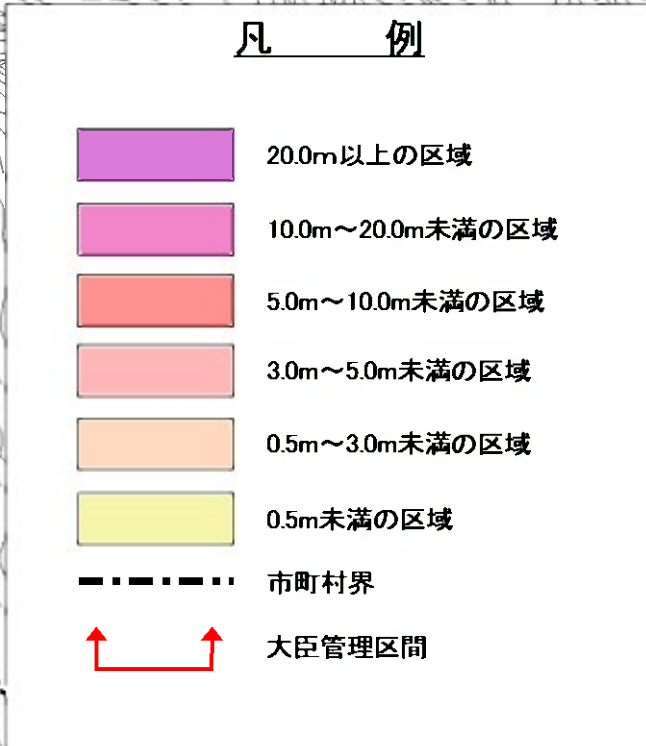 凡 例
20.0m以上の区域
10.0m～20.0m未満の区域
5.0m～10.0m未満の区域
3.0m～5.0m未満の区域
0.5m～3.0m未満の区域
0.5m未満の区域
市町村界
大臣管理区間